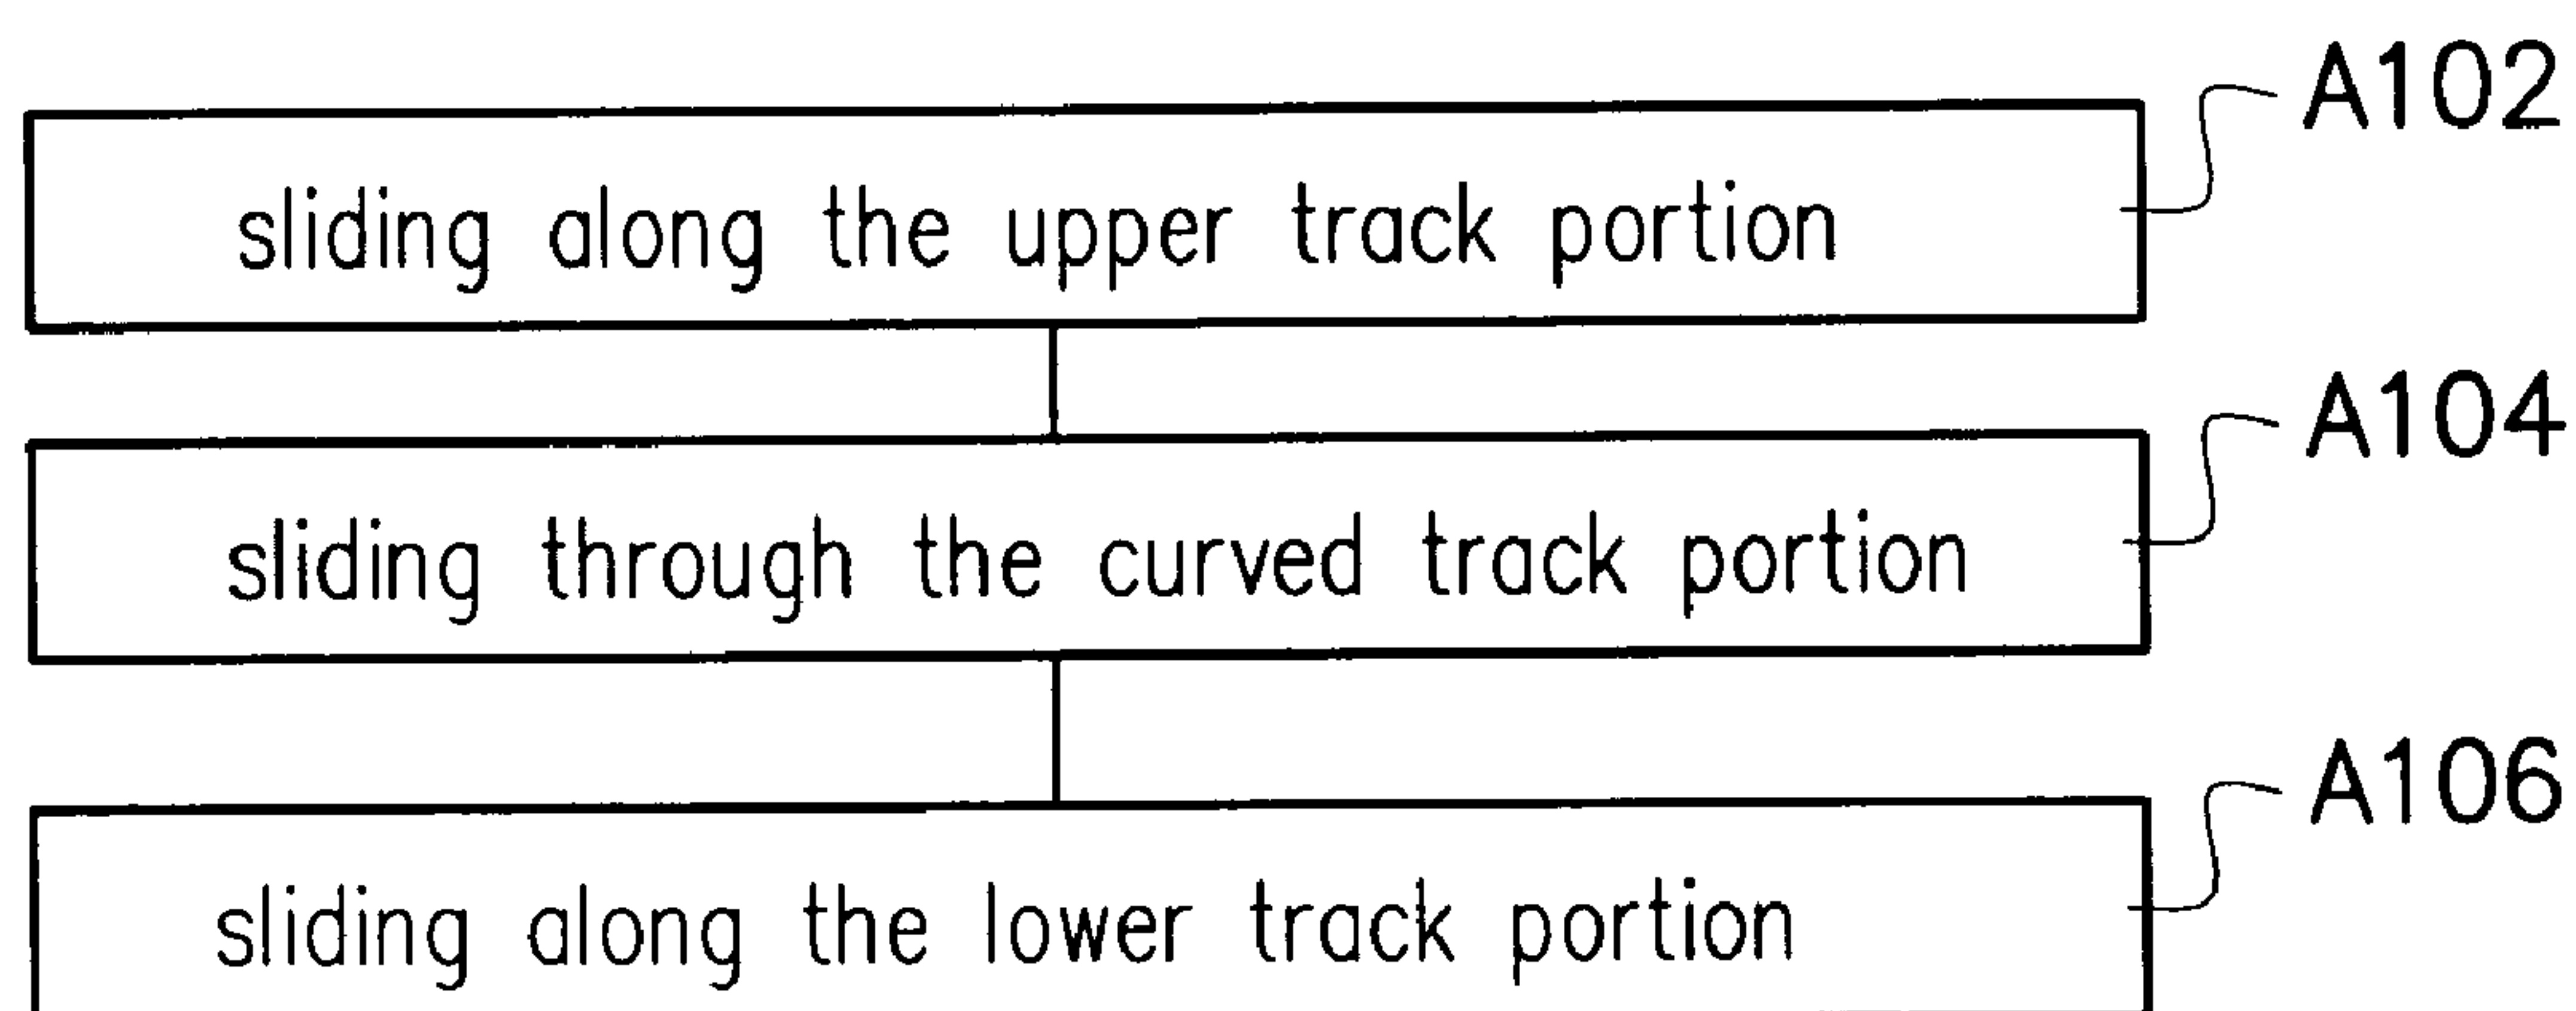 A102
sliding along the upper track portion
A104
sliding through the curved track portion
A106
sliding along the lower track portion